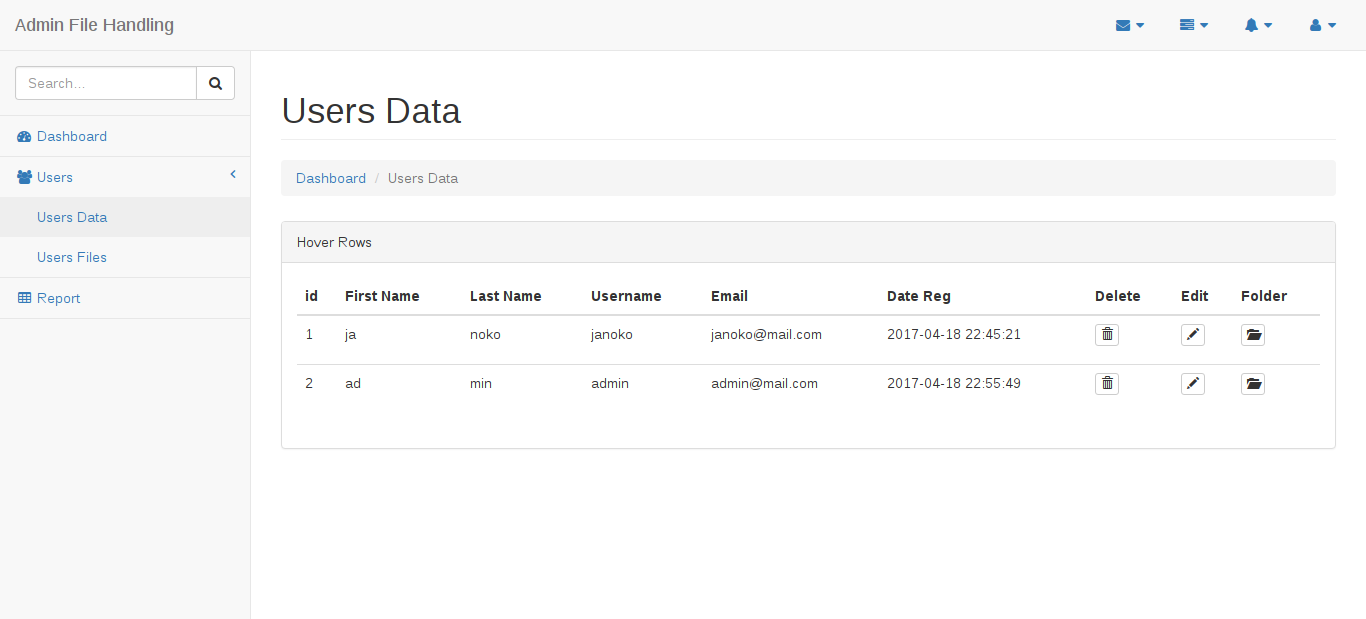 Admin File Handling
Search...
Dashboard
Users
Users Data
Users Files
Report
Users Data
Dashboard / Users Data
Hover Rows
id First Name Last Name Username Email Date Reg Delete Edit Folder
1 ja noko janoko janoko@mail.com 2017-04-18 22:45:21
2 ad min admin admin@mail.com 2017-04-18 22:55:49